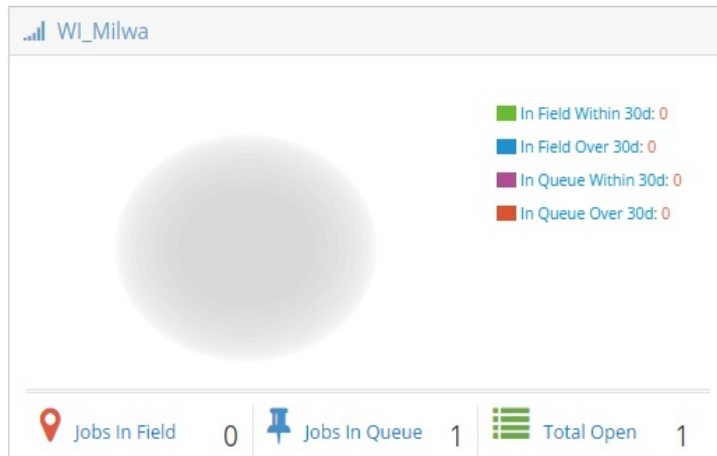 WI_Milwa
In Field Within 30d: 0
In Field Over 30d: 0
In Queue Within 30d: 0
In Queue Over 30d: 0
Jobs In Field 0 Jobs In Queue 1 Total Open 1